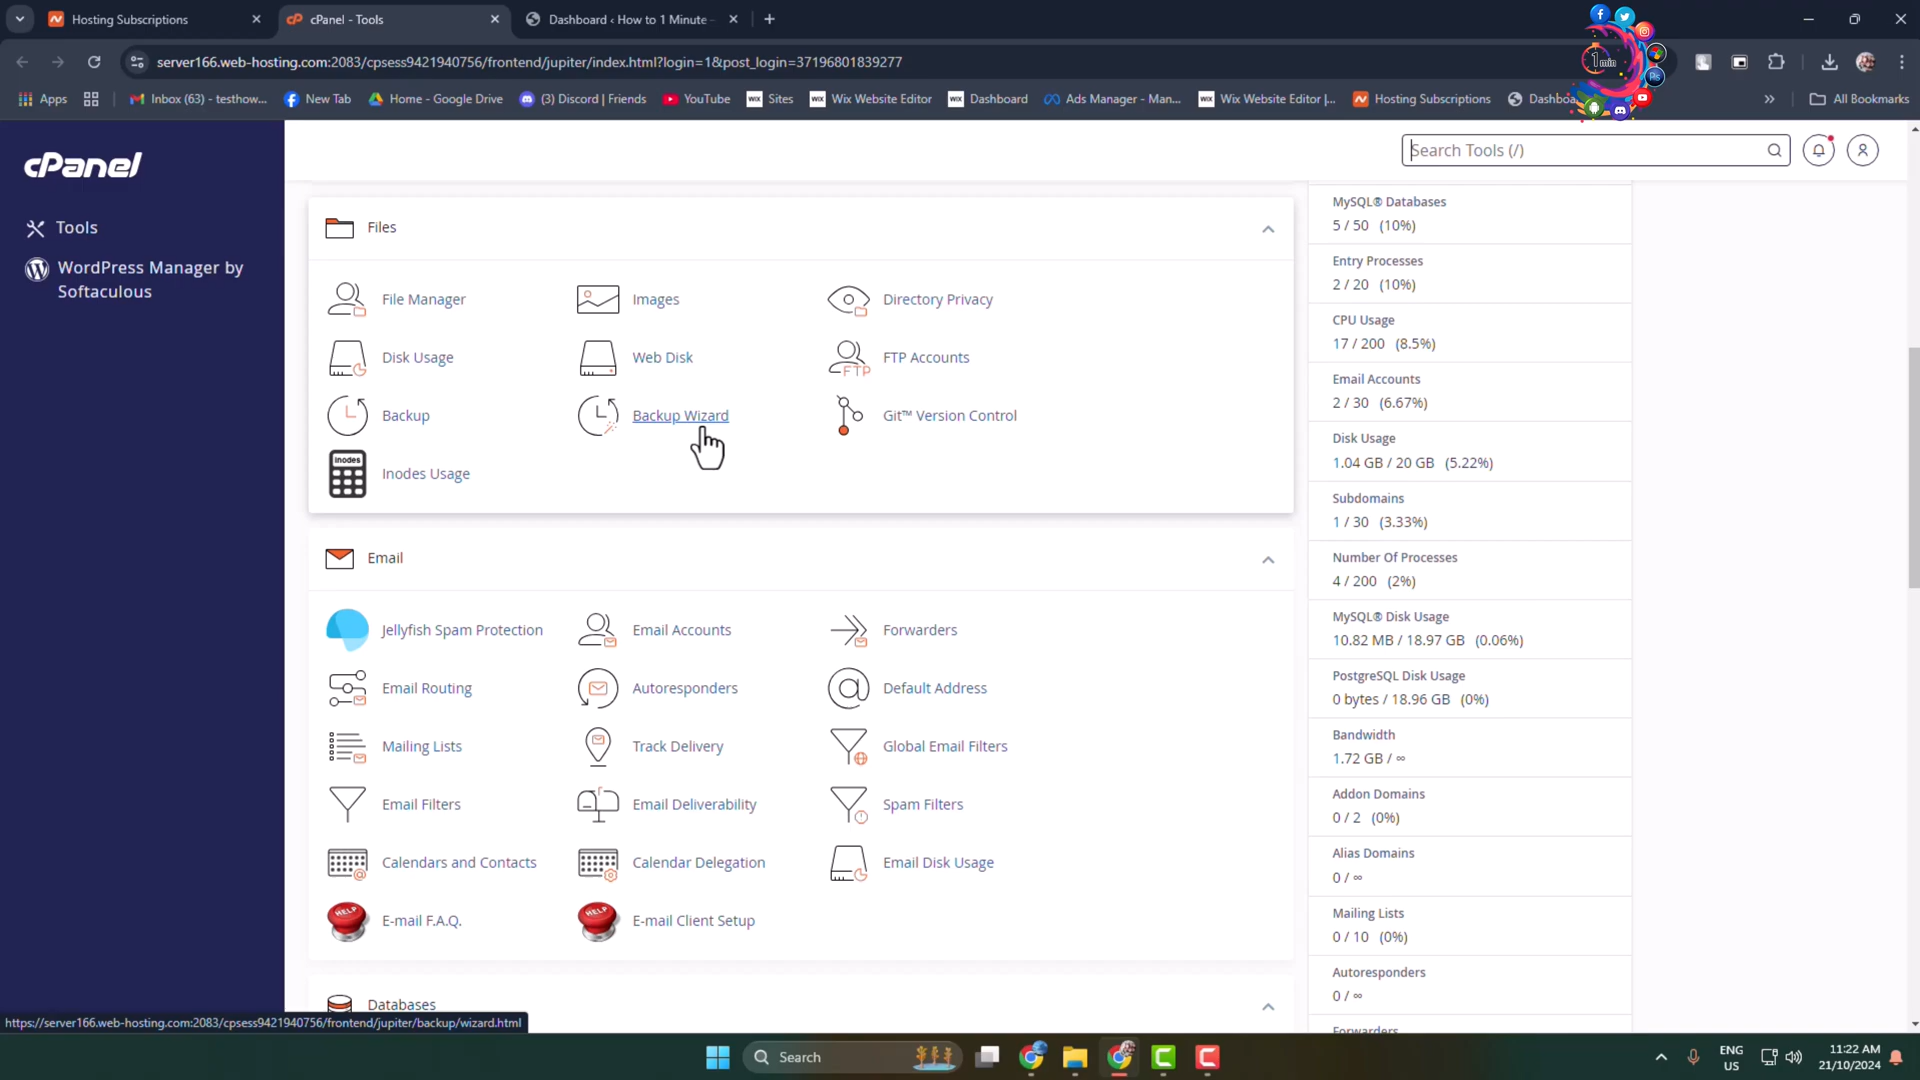 Hosting Subscriptions
cPanel - Tools
Dashboard ‹ How to 1 Minute
server166.web-hosting.com:2083/cpsess9421940756/frontend/jupiter/index.html?login=1&post_login=37196801839277
1min
Ps
Apps
Inbox (63) - testhow...
New Tab
Home - Google Drive
(3) Discord | Friends
YouTube
WIX Sites
WIX Wix Website Editor
WIX Dashboard
Ads Manager - Man...
WIX Wix Website Editor |...
Hosting Subscriptions
All Bookmarks
cPanel
Search Tools (/)
Tools
WordPress Manager by
Softaculous
Files
File Manager
Images
Directory Privacy
Disk Usage
Web Disk
FTP
FTP Accounts
Backup
Backup Wizard
Git™ Version Control
Inodes
Inodes Usage
Email
Jellyfish Spam Protection
Email Accounts
Forwarders
Email Routing
Autoresponders
Default Address
Mailing Lists
Track Delivery
Global Email Filters
Email Filters
Email Deliverability
Spam Filters
Calendars and Contacts
Calendar Delegation
Email Disk Usage
HELP
E-mail F.A.Q.
HELP
E-mail Client Setup
Databases
MySQL® Databases
5 / 50 (10%)
Entry Processes
2 / 20 (10%)
CPU Usage
17 / 200 (8.5%)
Email Accounts
2 / 30 (6.67%)
Disk Usage
1.04 GB / 20 GB (5.22%)
Subdomains
1 / 30 (3.33%)
Number Of Processes
4 / 200 (2%)
MySQL® Disk Usage
10.82 MB / 18.97 GB (0.06%)
PostgreSQL Disk Usage
0 bytes / 18.96 GB (0%)
Bandwidth
1.72 GB / ∞
Addon Domains
0 / 2 (0%)
Alias Domains
0 / ∞
Mailing Lists
0 / 10 (0%)
Autoresponders
0 / ∞
Forwarders
https://server166.web-hosting.com:2083/cpsess9421940756/frontend/jupiter/backup/wizard.html
Search
ENG
US
11:22 AM
21/10/2024